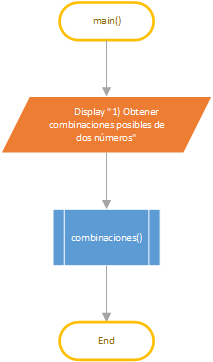 main()
Display "1) Obtener
combinaciones posibles de
dos números"
combinaciones()
End